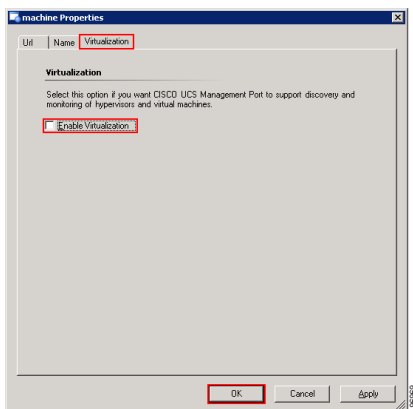 machine Properties
Url Name Virtualization
Virtualization
Select this option if you want CISCO UCS Management Port to support discovery and
monitoring of hypervisors and virtual machines.
Enable Virtualization
OK Cancel Apply